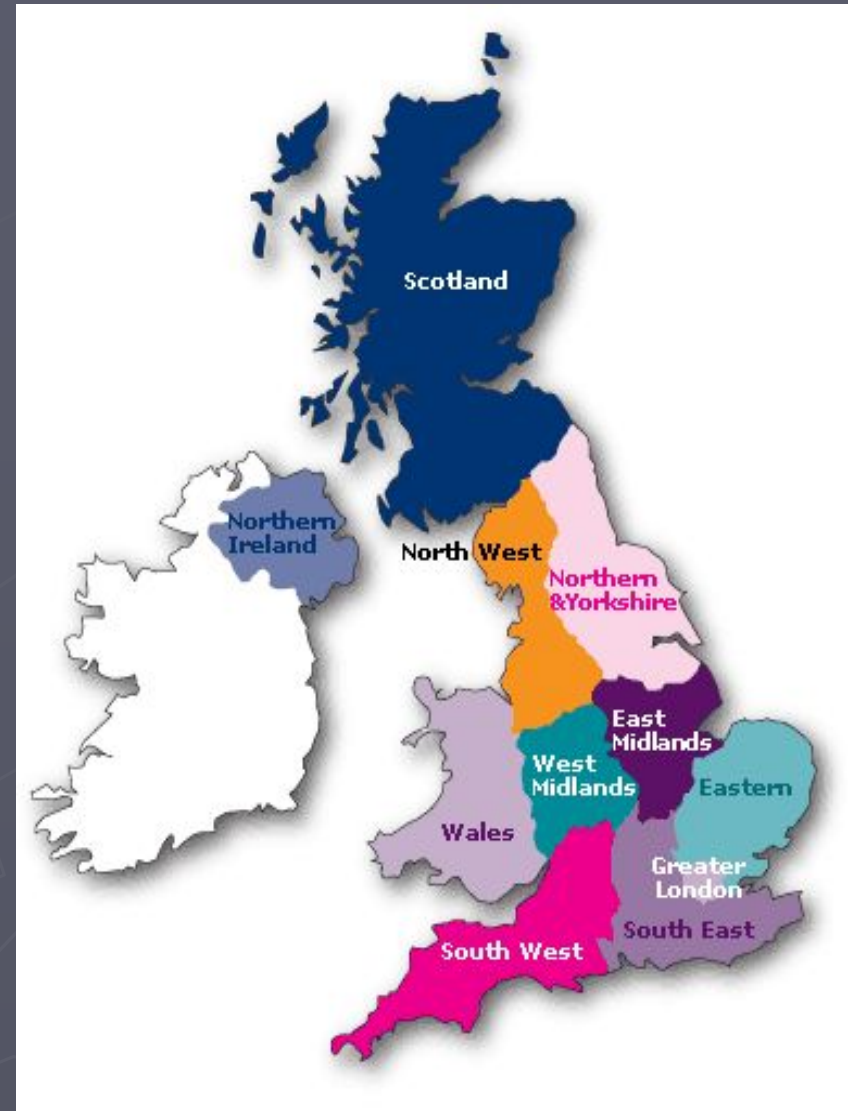 Scotland
Northern
Ireland
North West
Northern
&Yorkshire
East
Midlands
West
Midlands
Eastern
Wales
Greater
London
South East
South West